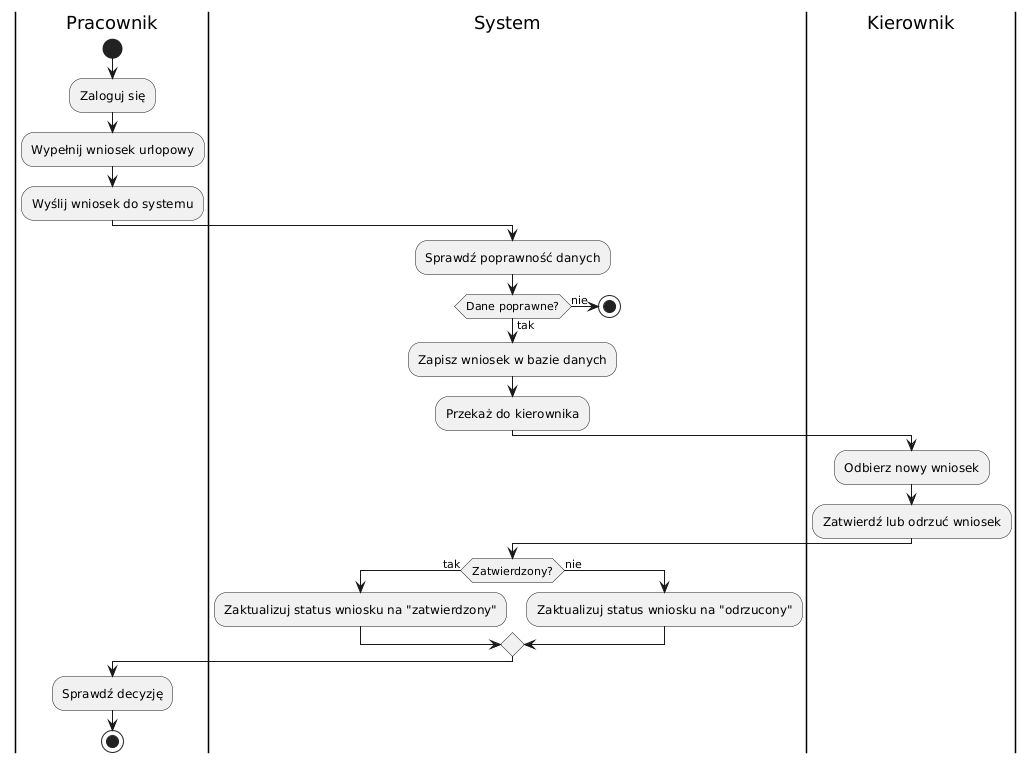 Pracownik
System
Kierownik
Zaloguj się
Wypełnij wniosek urlopowy
Wyślij wniosek do systemu
Sprawdź poprawność danych
Dane poprawne?
nie
tak
Zapisz wniosek w bazie danych
Przekaż do kierownika
Odbierz nowy wniosek
Zatwierdź lub odrzuć wniosek
tak
Zatwierdzony?
nie
Zaktualizuj status wniosku na "zatwierdzony"
Zaktualizuj status wniosku na "odrzucony"
Sprawdź decyzję